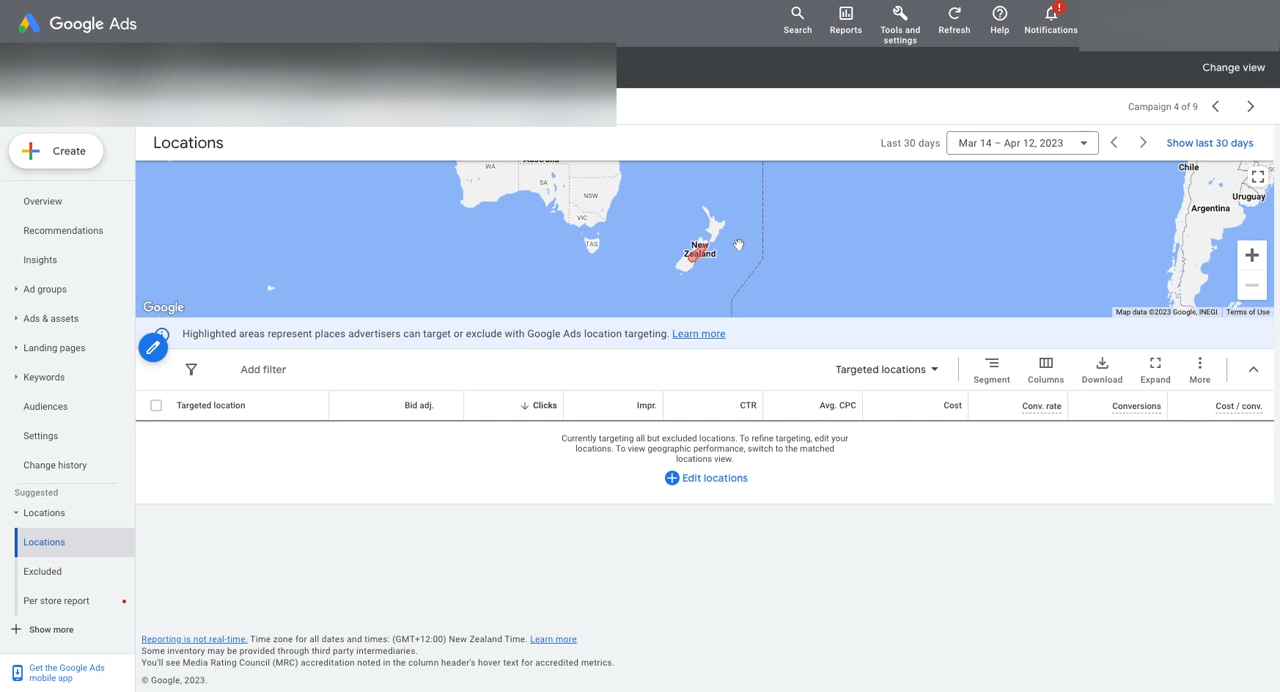 Google Ads
Search
Reports
Tools and
settings
Refresh
Help
!
Notifications
Change view
Campaign 4 of 9
Create
Locations
Last 30 days
Mar 14 – Apr 12, 2023
Show last 30 days
Overview
Recommendations
Insights
Ad groups
Ads & assets
Landing pages
Keywords
Audiences
Settings
Change history
Suggested
Locations
Locations
Excluded
Per store report
Show more
Get the Google Ads
mobile app
Australia
WA
SA
NSW
VIC
TAS
New
Zealand
Chile
Uruguay
Argentina
Google
Map data ©2023 Google, INEGI
Terms of Use
Highlighted areas represent places advertisers can target or exclude with Google Ads location targeting. Learn more
Add filter
Targeted locations
Segment
Columns
Download
Expand
More
Targeted location
Bid adj.
Clicks
Impr.
CTR
Avg. CPC
Cost
Conv. rate
Conversions
Cost / conv.
Currently targeting all but excluded locations. To refine targeting, edit your
locations. To view geographic performance, switch to the matched
locations view.
Edit locations
Reporting is not real-time. Time zone for all dates and times: (GMT+12:00) New Zealand Time. Learn more
Some inventory may be provided through third party intermediaries.
You'll see Media Rating Council (MRC) accreditation noted in the column header's hover text for accredited metrics.
© Google, 2023.